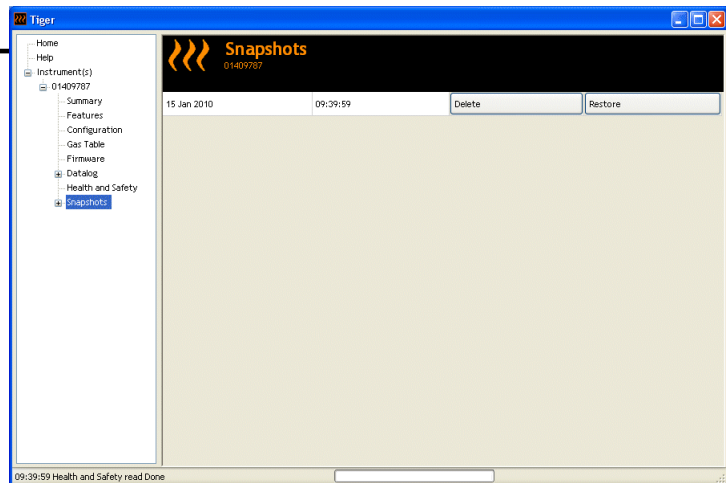 Tiger
Home
Help
Instrument(s)
01409787
Summary
Features
Configuration
Gas Table
Firmware
Datalog
Health and Safety
Snapshots
Snapshots
01409787
15 Jan 2010 09:39:59 Delete Restore
09:39:59 Health and Safety read Done